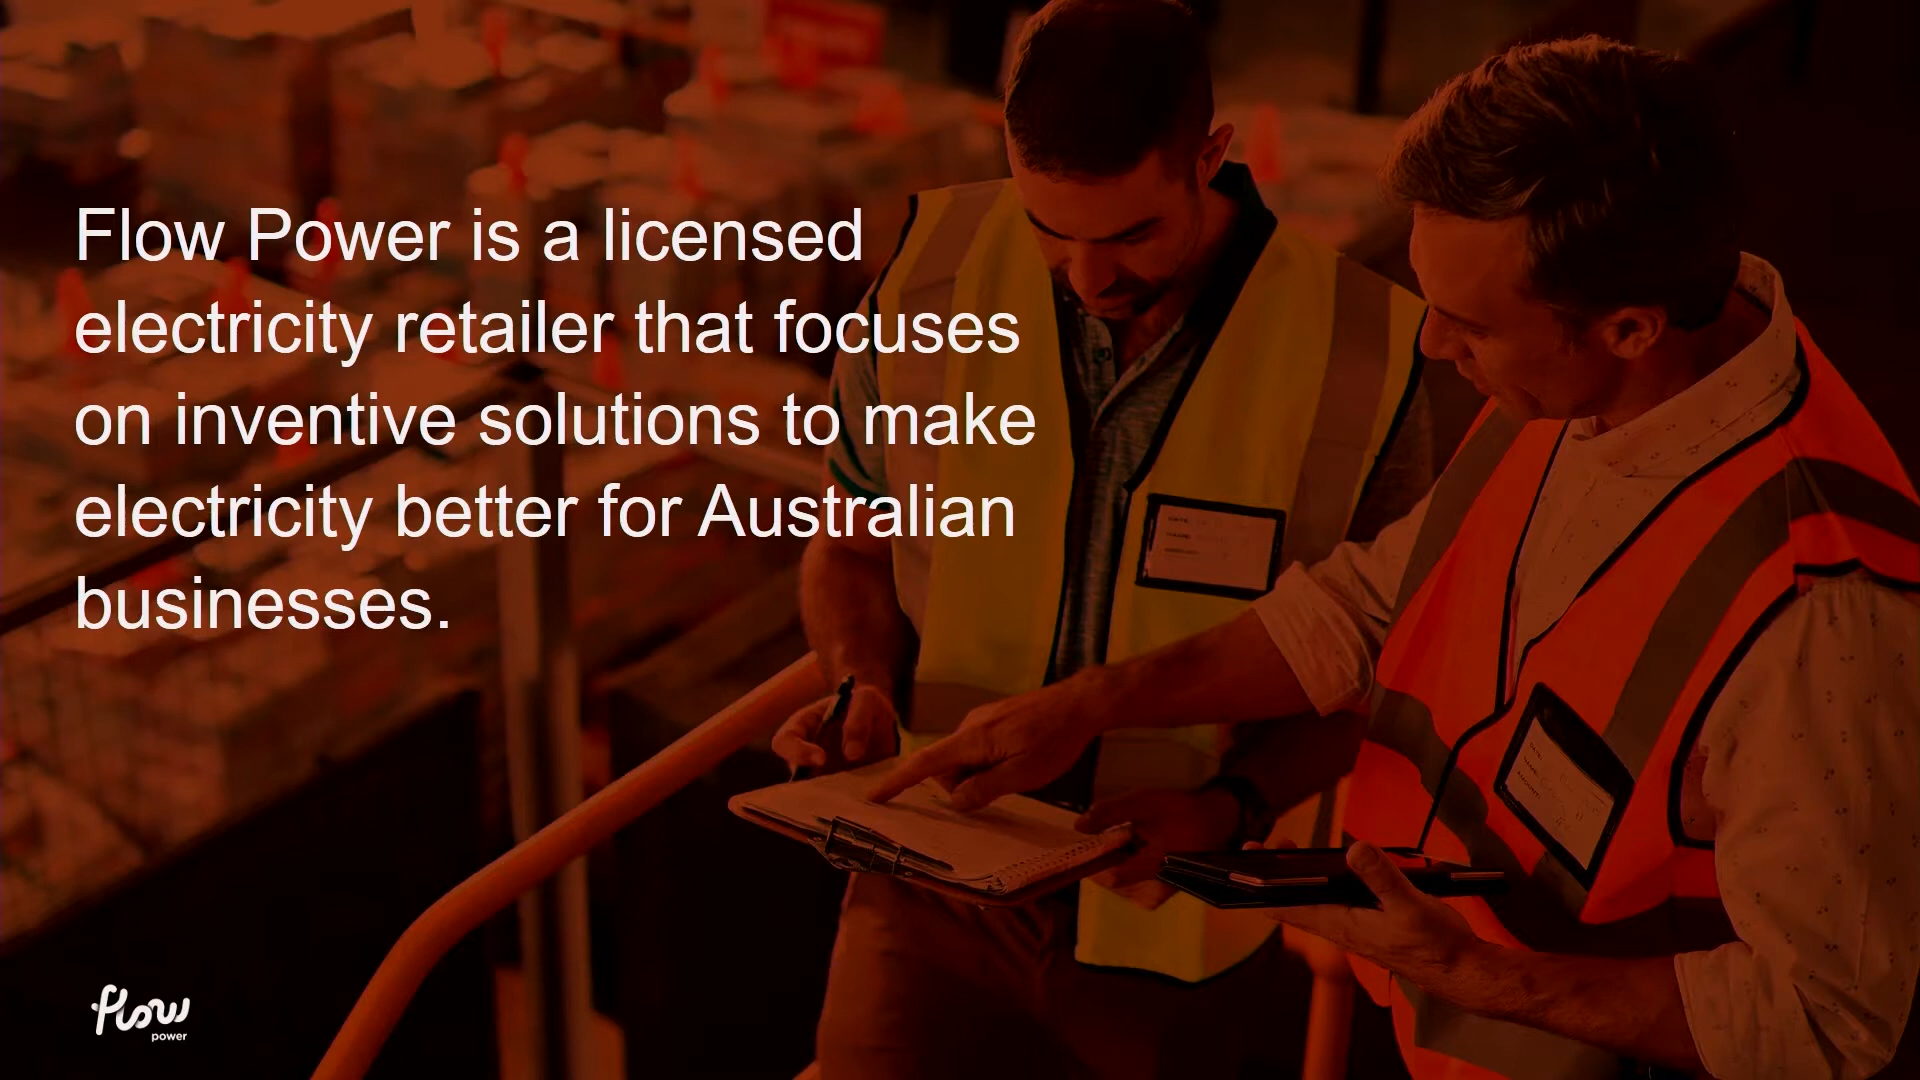 Flow Power is a licensed
electricity retailer that focuses
on inventive solutions to make
electricity better for Australian
businesses.
flow
power